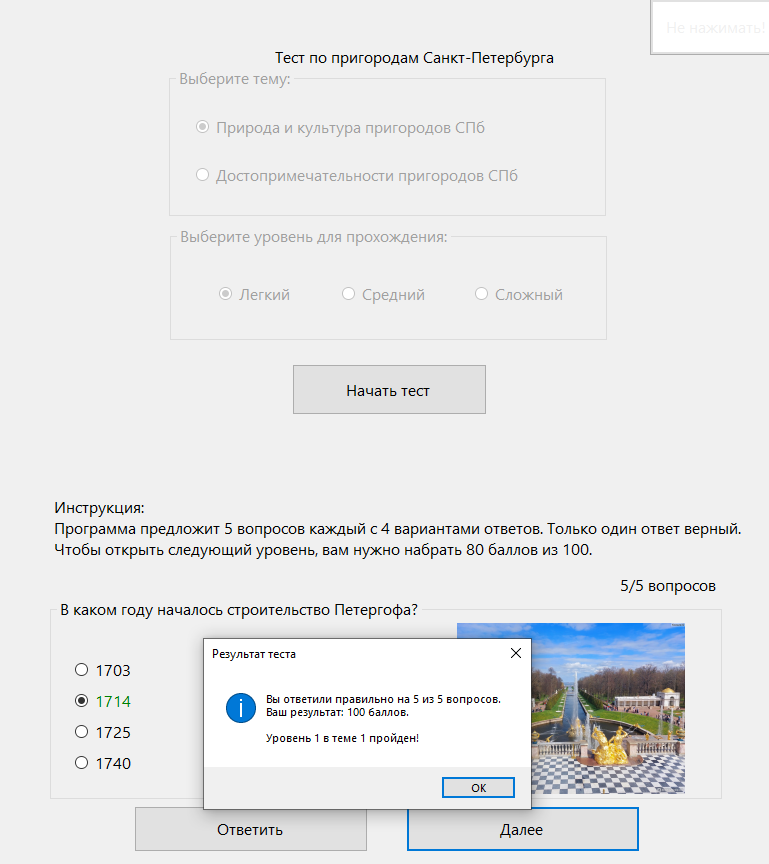 Не нажимать!
Тест по пригородам Санкт-Петербурга
Выберите тему:
Природа и культура пригородов СПб
Достопримечательности пригородов СПб
Выберите уровень для прохождения:
Легкий Средний Сложный
Начать тест
Инструкция:
Программа предложит 5 вопросов каждый с 4 вариантами ответов. Только один ответ верный.
Чтобы открыть следующий уровень, вам нужно набрать 80 баллов из 100.
5/5 вопросов
В каком году началось строительство Петергофа?
1703
1714
1725
1740
Результат теста
Вы ответили правильно на 5 из 5 вопросов.
Ваш результат: 100 баллов.
Уровень 1 в теме 1 пройден!
ОК
Ответить Далее